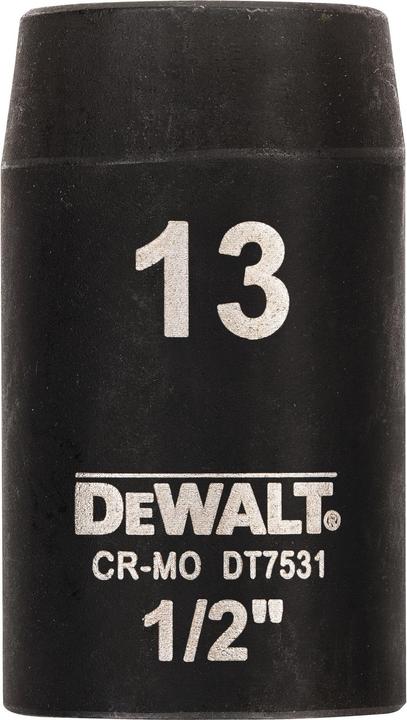 13
DEWALT®
CR-MO DT7531
1/2"